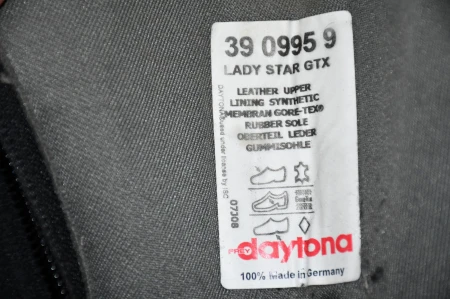 39 0995 9
LADY STAR GTX
LEATHER UPPER
LINING SYNTHETIC
MEMBRAN GORE-TEX®
RUBBER SOLE
OBERTEIL LEDER
GUMMISOHLE
07308
daytona
100% Made in Germany